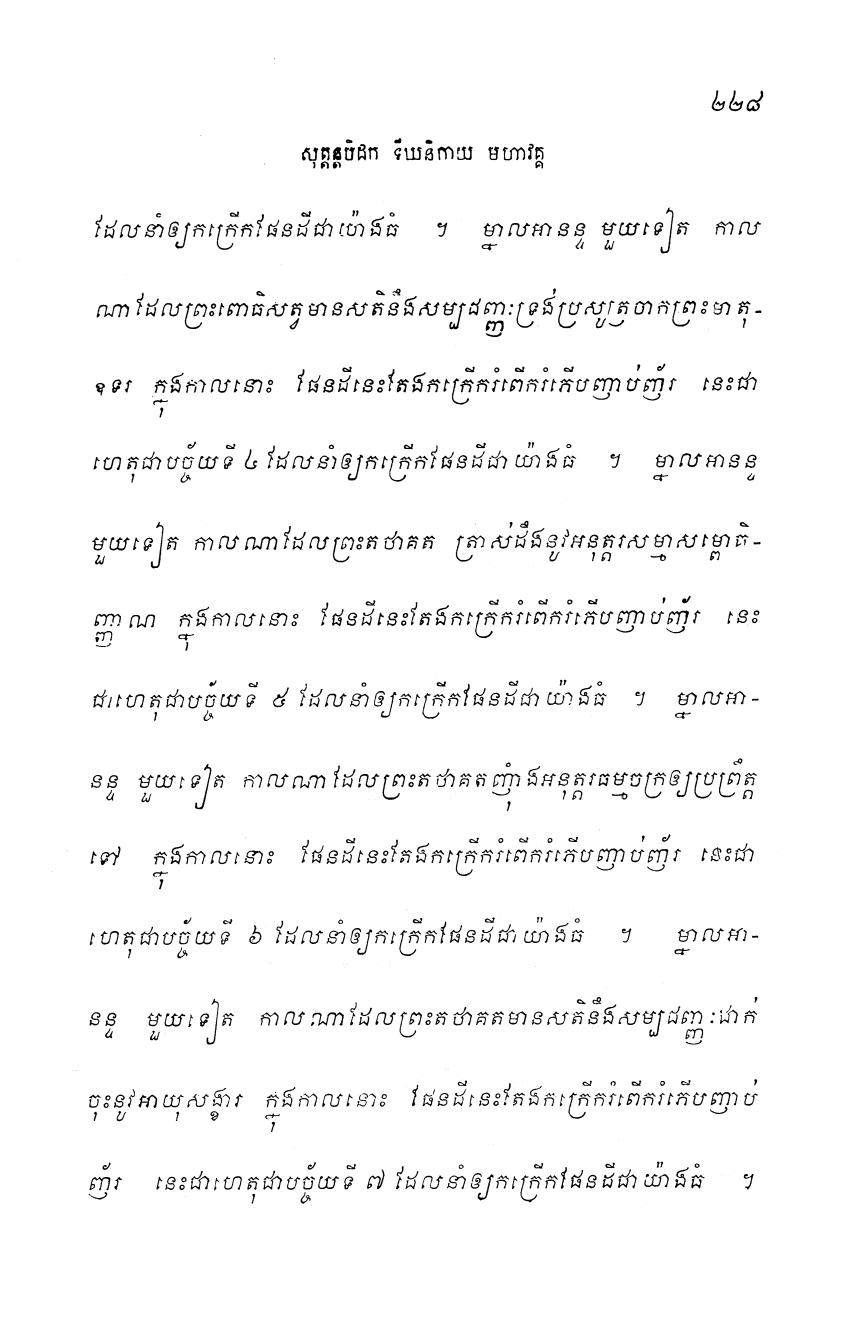 ២២៨
សុត្តន្តបិដក ទីឃនិកាយ មហាវគ្គ
ដែលនាំឲ្យកក្រើកផែនដីជាយ៉ាងធំ ។ ម្នាលអានន្ទ មួយទៀត កាល
ណាដែលព្រះពោធិសត្វមានសតិនឹងសម្បជញ្ញៈទ្រង់ប្រសូត្រចាកព្រះមាតុ-
ឧទរ ក្នុងកាលនោះ ផែនដីនេះតែងកក្រើករំពើករំភើបញាប់ញ័រ នេះជា
ហេតុជាបច្ច័យទី ៤ ដែលនាំឲ្យកក្រើកផែនដីជាយ៉ាងធំ ។ ម្នាលអានន្ទ
មួយទៀត កាលណាដែលព្រះតថាគត ត្រាស់ដឹងនូវអនុត្តរសម្មាសម្ពោធិ-
ញ្ញាណ ក្នុងកាលនោះ ផែនដីនេះតែងកក្រើករំពើករំភើបញាប់ញ័រ នេះ
ជាហេតុជាបច្ច័យទី ៥ ដែលនាំឲ្យកក្រើកផែនដីជាយ៉ាងធំ ។ ម្នាលអា-
នន្ទ មួយទៀត កាលណាដែលព្រះតថាគតញុំាងអនុត្តរធម្មចក្រឲ្យប្រព្រឹត្ត
ទៅ ក្នុងកាលនោះ ផែនដីនេះតែងកក្រើករំពើករំភើបញាប់ញ័រ នេះជា
ហេតុជាបច្ច័យទី ៦ ដែលនាំឲ្យកក្រើកផែនដីជាយ៉ាងធំ ។ ម្នាលអា-
នន្ទ មួយទៀត កាលណាដែលព្រះតថាគតមានសតិនឹងសម្បជញ្ញៈដាក់
ចុះនូវអាយុសង្ខារ ក្នុងកាលនោះ ផែនដីនេះតែងកក្រើករំពើករំភើបញាប់
ញ័រ នេះជាហេតុជាបច្ច័យទី ៧ ដែលនាំឲ្យកក្រើកផែនដីជាយ៉ាងធំ ។